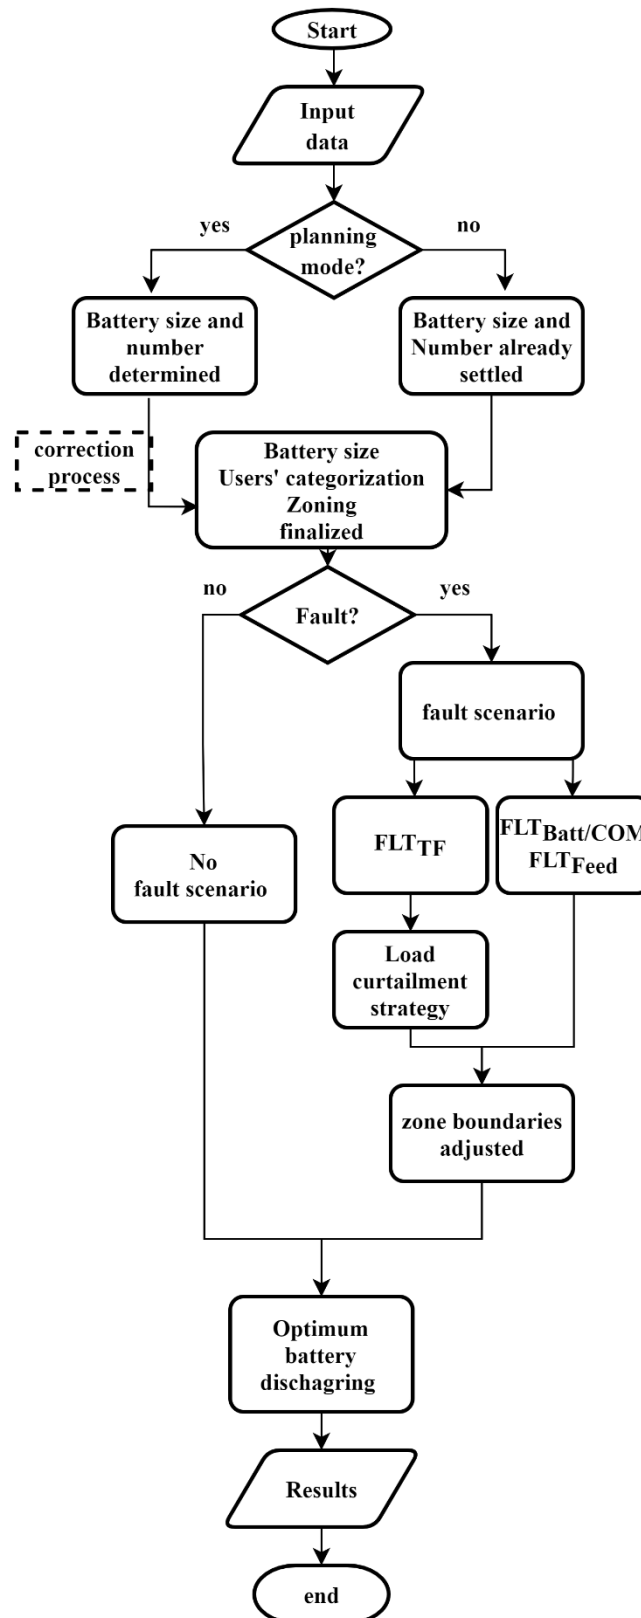 Start
Input
data
yes
planning
mode?
no
Battery size and
number
determined
Battery size and
Number already
settled
correction
process
Battery size
Users' categorization
Zoning
finalized
no
Fault?
yes
fault scenario
FLTTF
FLTBatt/COM
FLTFeed
No
fault scenario
Load
curtailment
strategy
zone boundaries
adjusted
Optimum
battery
dischagring
Results
end